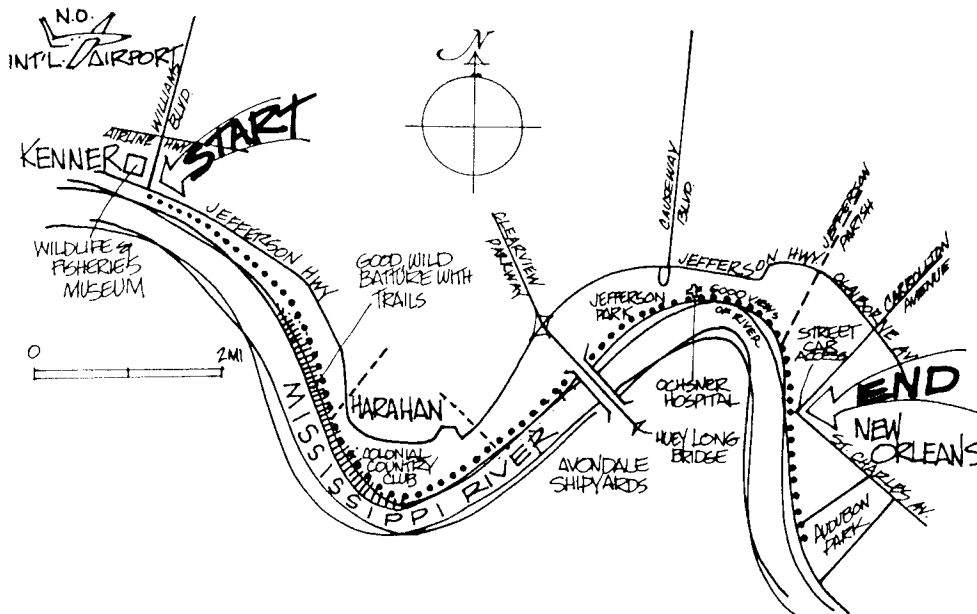 N.O.
INT'L. AIRPORT
WILLIAMS
BLVD.
AIRLINE HWY
START
KENNER
WILDLIFE &
FISHERIES
MUSEUM
JEFFERSON HWY
GOOD WILD
BATTURE WITH
TRAILS
0
2 MI
N
CLEARVIEW
PARKWAY
CAUSEWAY
BLVD.
JEFFERSON HWY
JEFFERSON
PARISH
CLAIBORNE AV.
CARROLLTON
AVENUE
JEFFERSON
PARK
GOOD VIEWS
OF RIVER
STREET
CAR
ACCESS
END
NEW
ORLEANS
ST. CHARLES AV.
AUDUBON
PARK
OCHSNER
HOSPITAL
HUEY LONG
BRIDGE
AVONDALE
SHIPYARDS
HARAHAN
COLONIAL
COUNTRY
CLUB
MISSISSIPPI RIVER